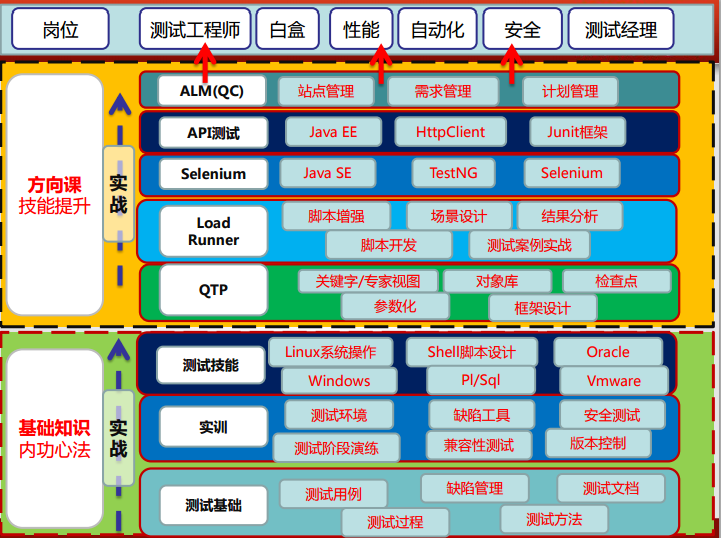 岗位 测试工程师 白盒 性能 自动化 安全 测试经理
方向课
技能提升
实战
ALM(QC) 站点管理 需求管理 计划管理
API测试 Java EE HttpClient Junit框架
Selenium Java SE TestNG Selenium
Load
Runner
脚本增强 场景设计 结果分析
脚本开发 测试案例实战
QTP
关键字/专家视图 对象库 检查点
参数化 框架设计
基础知识
内功心法
实战
测试技能
Linux系统操作 Shell脚本设计 Oracle
Windows Pl/Sql Vmware
实训
测试环境 缺陷工具 安全测试
测试阶段演练 兼容性测试 版本控制
测试基础
测试用例 缺陷管理 测试文档
测试过程 测试方法